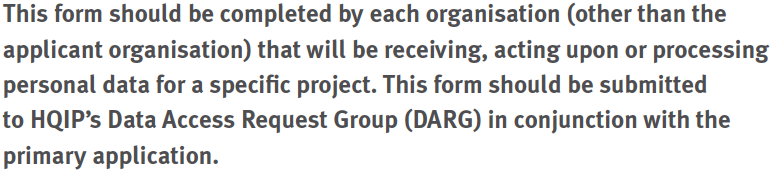 This form should be completed by each organisation (other than the
applicant organisation) that will be receiving, acting upon or processing
personal data for a specific project. This form should be submitted
to HQIP’s Data Access Request Group (DARG) in conjunction with the
primary application.